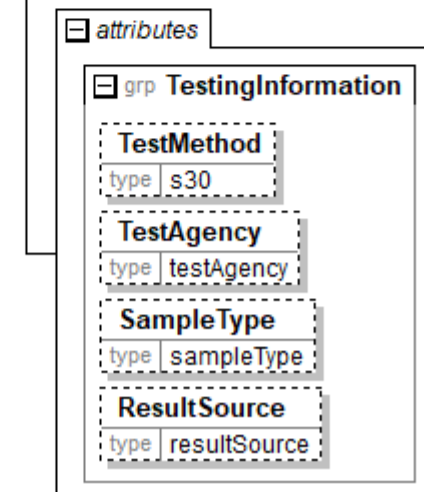 attributes
grp TestingInformation
TestMethod
type s30
TestAgency
type testAgency
SampleType
type sampleType
ResultSource
type resultSource